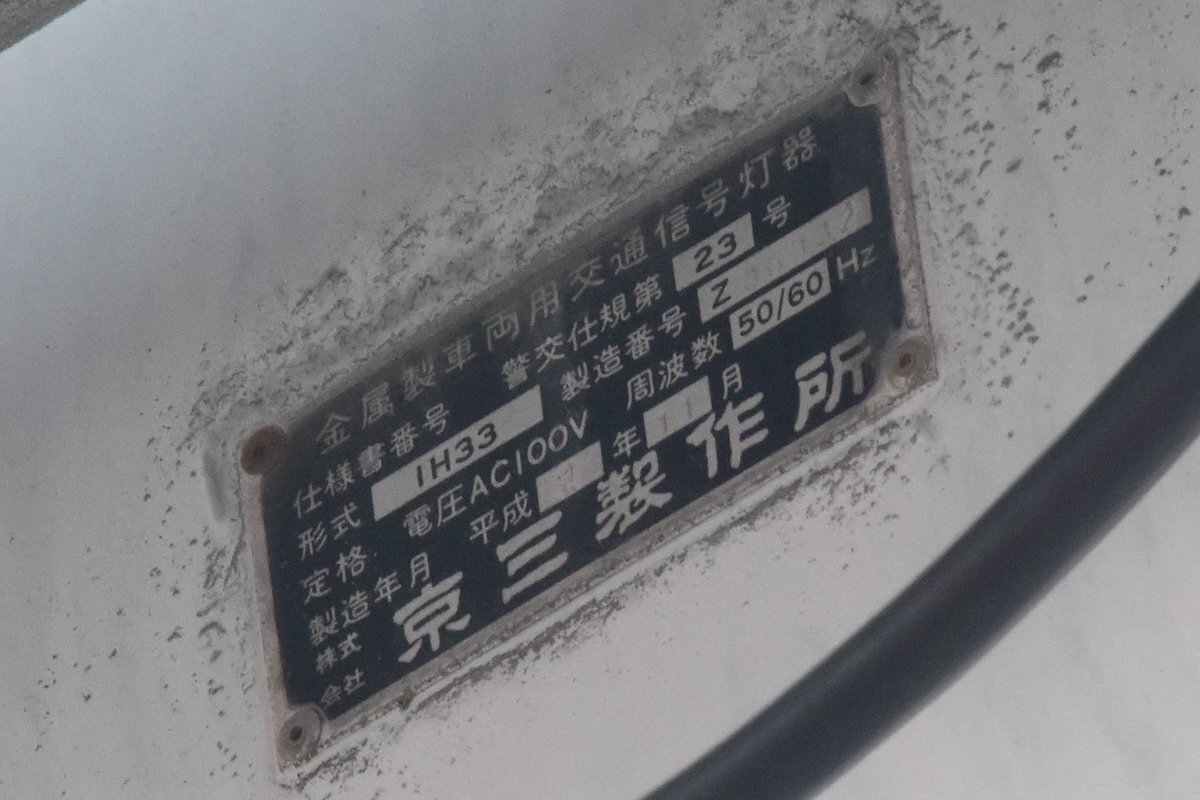 金属製車両用交通信号灯器
仕様書番号 警交仕規第 23 号
形式 1H33 製造番号 Z
定格 電圧AC100V 周波数 50/60 Hz
製造年月 平成 年 11 月
株式会社 京三製作所